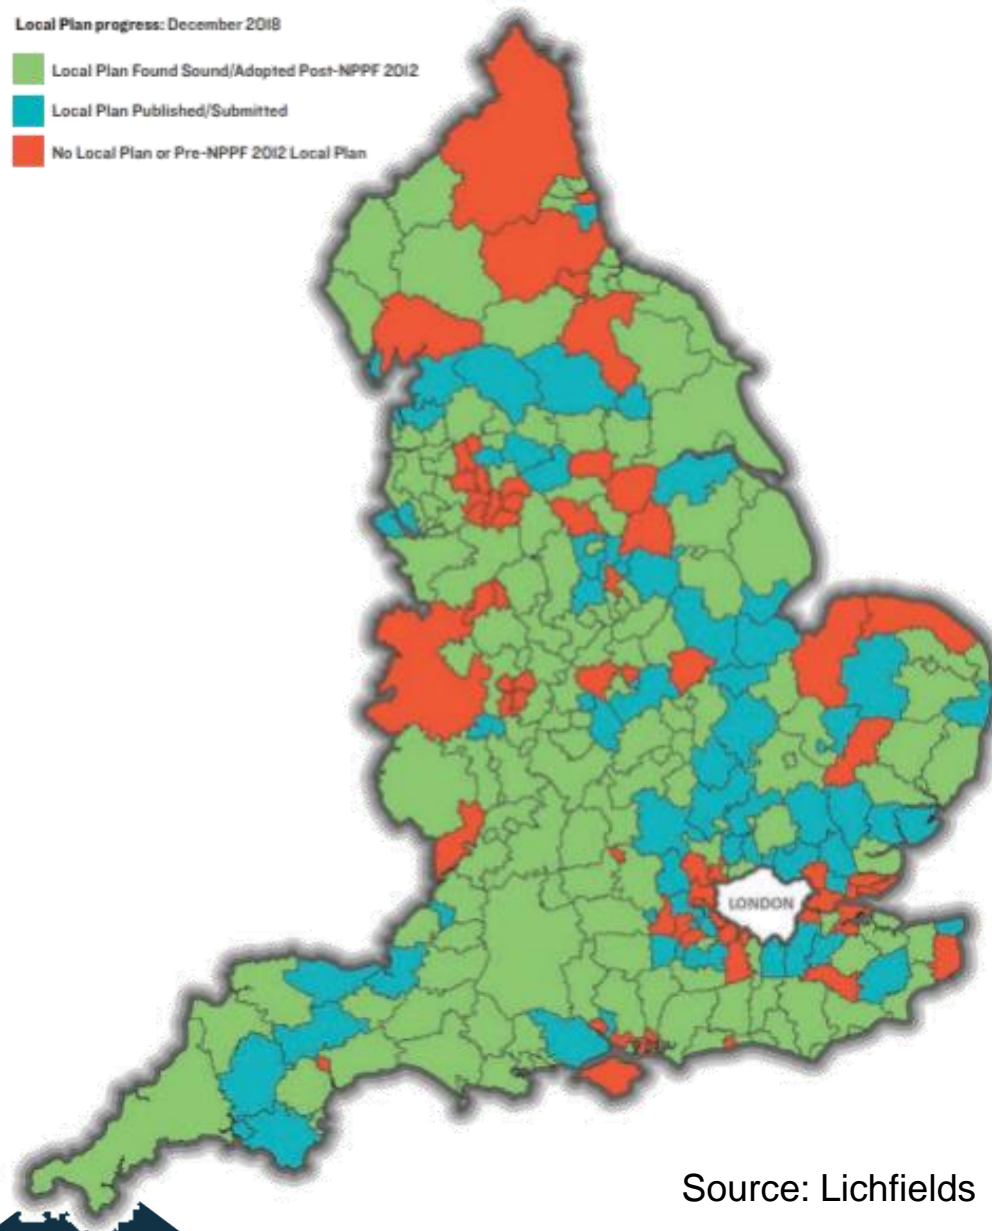 Local Plan progress: December 2018
Local Plan Found Sound/Adopted Post-NPPF 2012
Local Plan Published/Submitted
No Local Plan or Pre-NPPF 2012 Local Plan
LONDON
Source: Lichfields